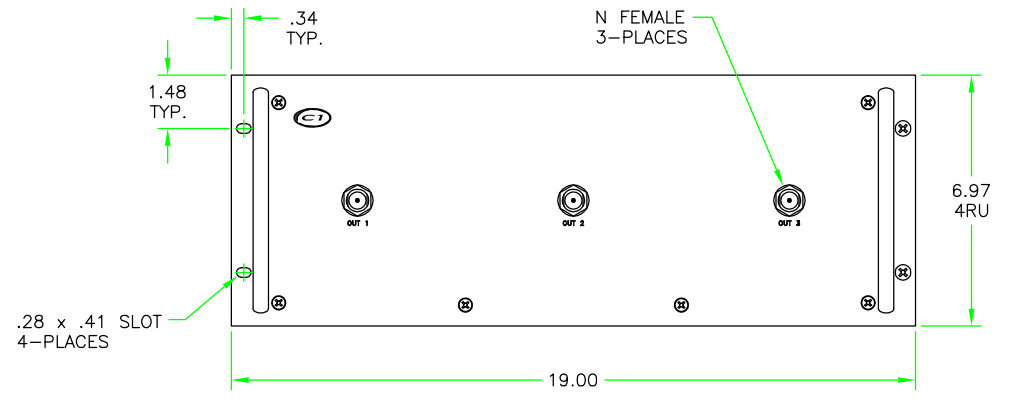 .34
TYP.
N FEMALE
3-PLACES
1.48
TYP.
C1
OUT 1
OUT 2
OUT 3
6.97
4RU
.28 x .41 SLOT
4-PLACES
19.00